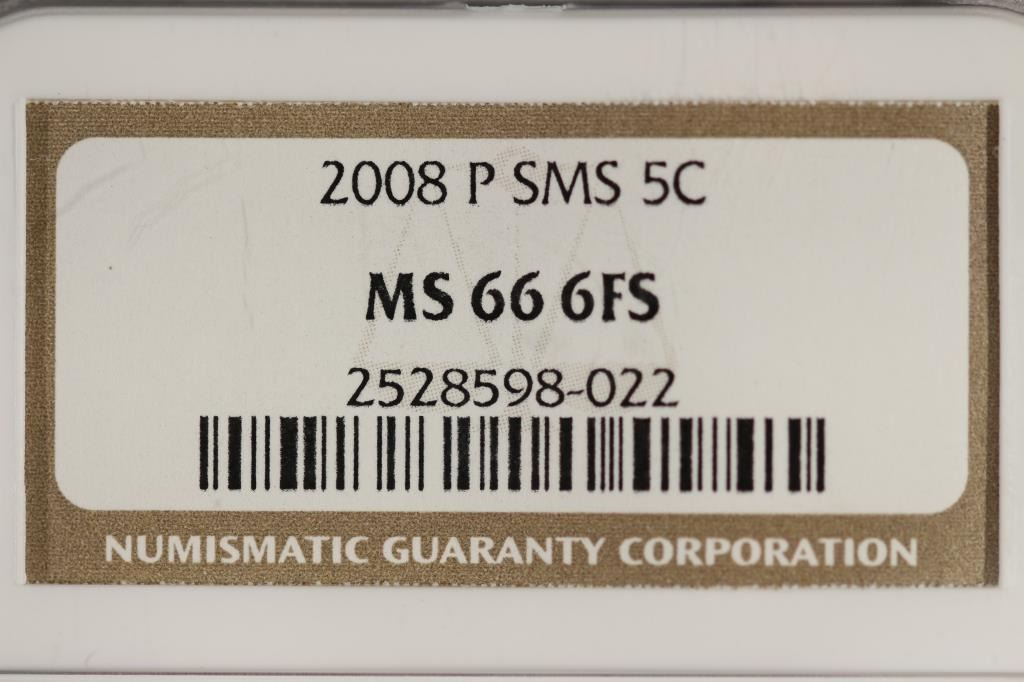 2008 P SMS 5C
MS 66 6FS
2528598-022
NUMISMATIC GUARANTY CORPORATION